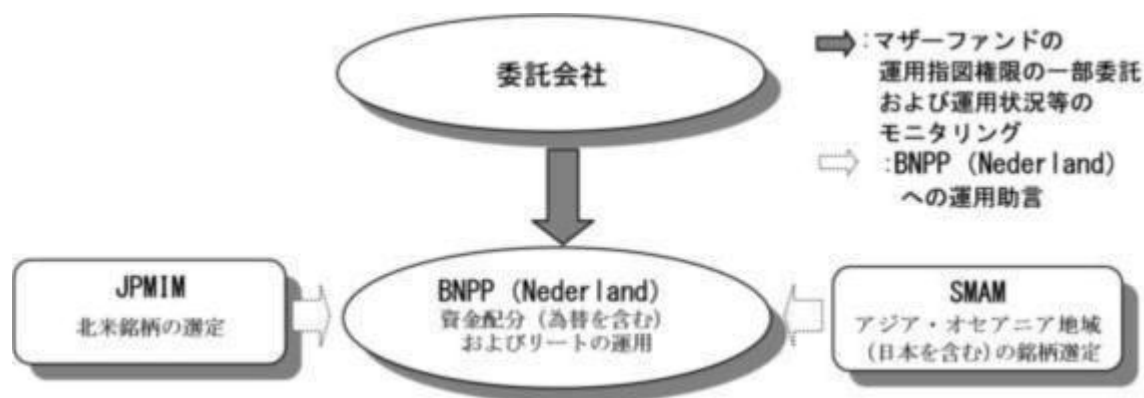 委託会社
:マザーファンドの
運用指図権限の一部委託
および運用状況等の
モニタリング
:BNPP (Nederland)
への運用助言
JPMIM
北米銘柄の選定
BNPP (Nederland)
資金配分（為替を含む）
およびリートの運用
SMAM
アジア・オセアニア地域
（日本を含む）の銘柄選定